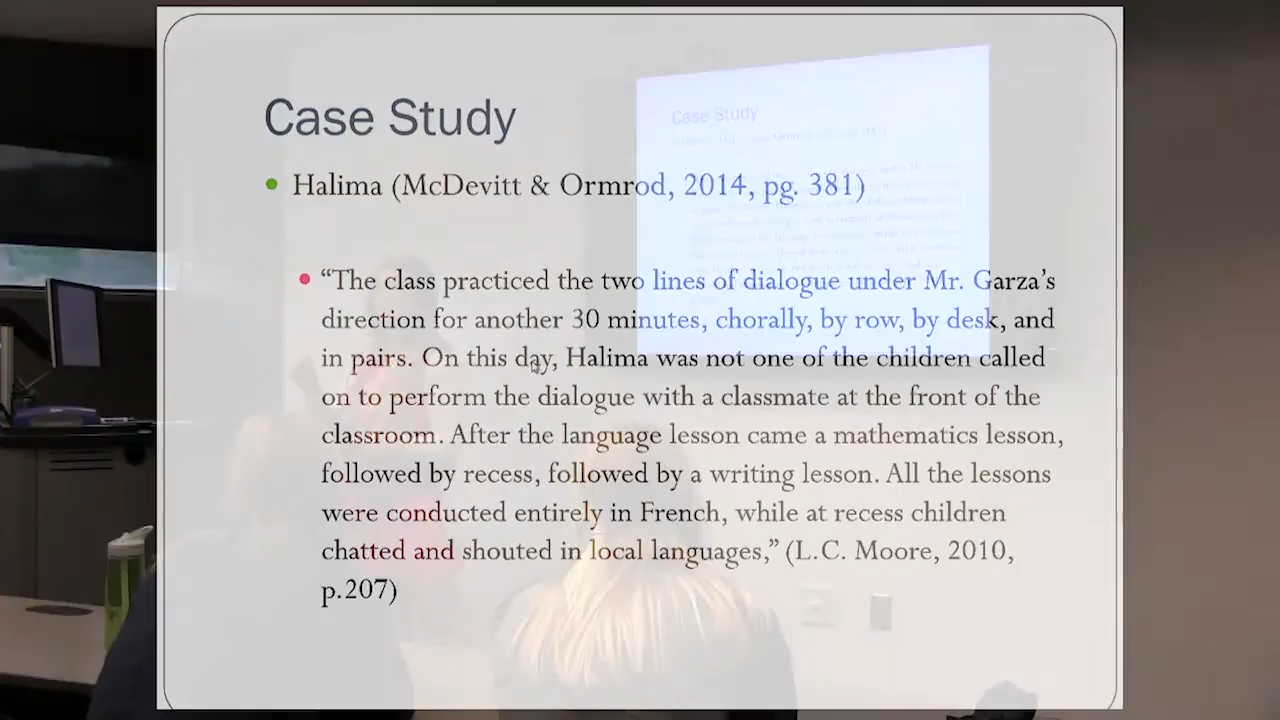 Case Study
Halima (McDevitt & Ormrod, 2014, pg. 381)
“The class practiced the two lines of dialogue under Mr. Garza’s
direction for another 30 minutes, chorally, by row, by desk, and
in pairs. On this day, Halima was not one of the children called
on to perform the dialogue with a classmate at the front of the
classroom. After the language lesson came a mathematics lesson,
followed by recess, followed by a writing lesson. All the lessons
were conducted entirely in French, while at recess children
chatted and shouted in local languages,” (L.C. Moore, 2010,
p.207)
Case Study